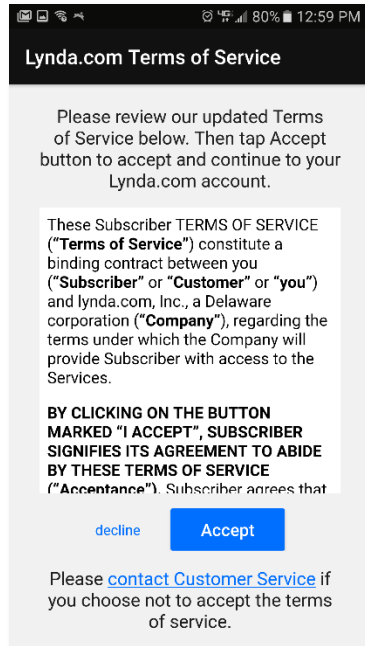 80% 12:59 PM
Lynda.com Terms of Service
Please review our updated Terms
of Service below. Then tap Accept
button to accept and continue to your
Lynda.com account.
These Subscriber TERMS OF SERVICE
(“Terms of Service”) constitute a
binding contract between you
(“Subscriber” or “Customer” or “you”)
and lynda.com, Inc., a Delaware
corporation (“Company”), regarding the
terms under which the Company will
provide Subscriber with access to the
Services.
BY CLICKING ON THE BUTTON
MARKED “I ACCEPT”, SUBSCRIBER
SIGNIFIES ITS AGREEMENT TO ABIDE
BY THESE TERMS OF SERVICE
(“Acceptance”). Subscriber agrees that
decline Accept
Please contact Customer Service if
you choose not to accept the terms
of service.